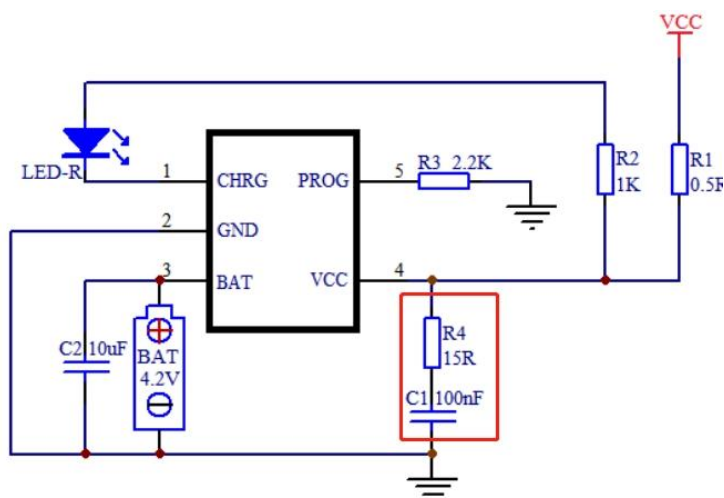 VCC
LED-R
1
CHRG
PROG
5
R3 2.2K
R2
1K
R1
0.5R
2
GND
3
BAT
VCC
4
C2 10uF
BAT
4.2V
R4
15R
C1 100nF